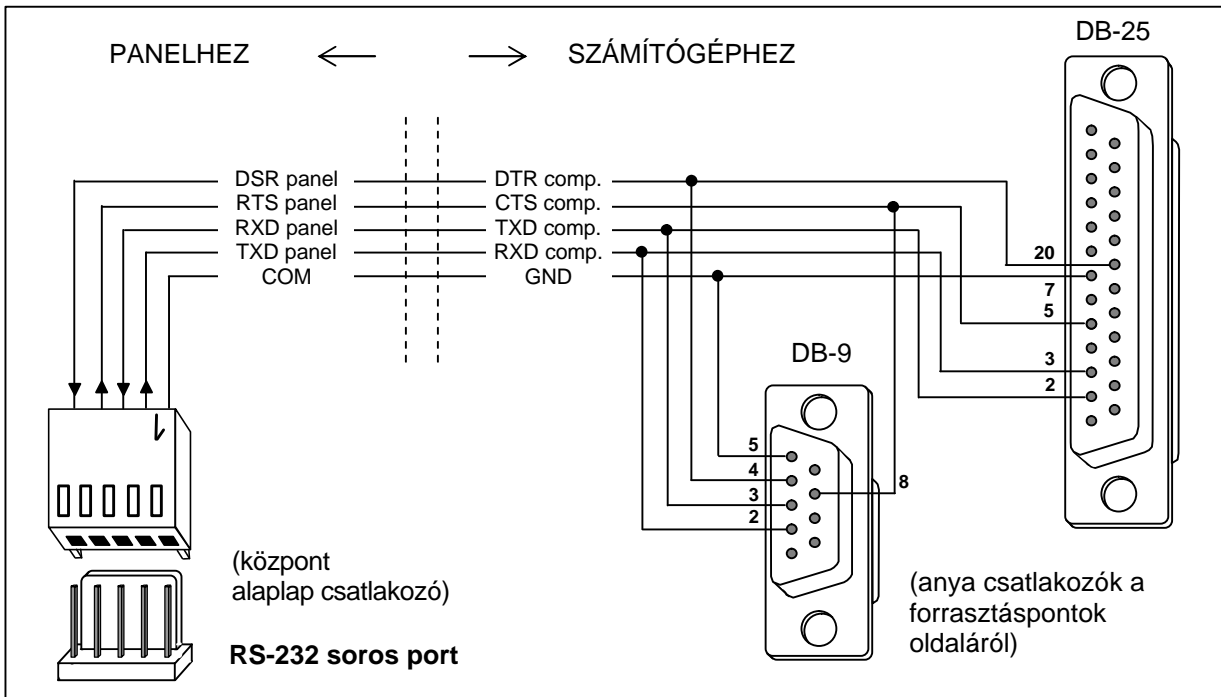 DB-25
PANELHEZ
SZÁMÍTÓGÉPHEZ
DSR panel
DTR comp.
RTS panel
CTS comp.
RXD panel
TXD comp.
TXD panel
RXD comp.
COM
GND
20
7
5
3
2
DB-9
5
4
3
2
8
(központ
alaplap csatlakozó)
RS-232 soros port
(anya csatlakozók a
forrasztáspontok
oldaláról)